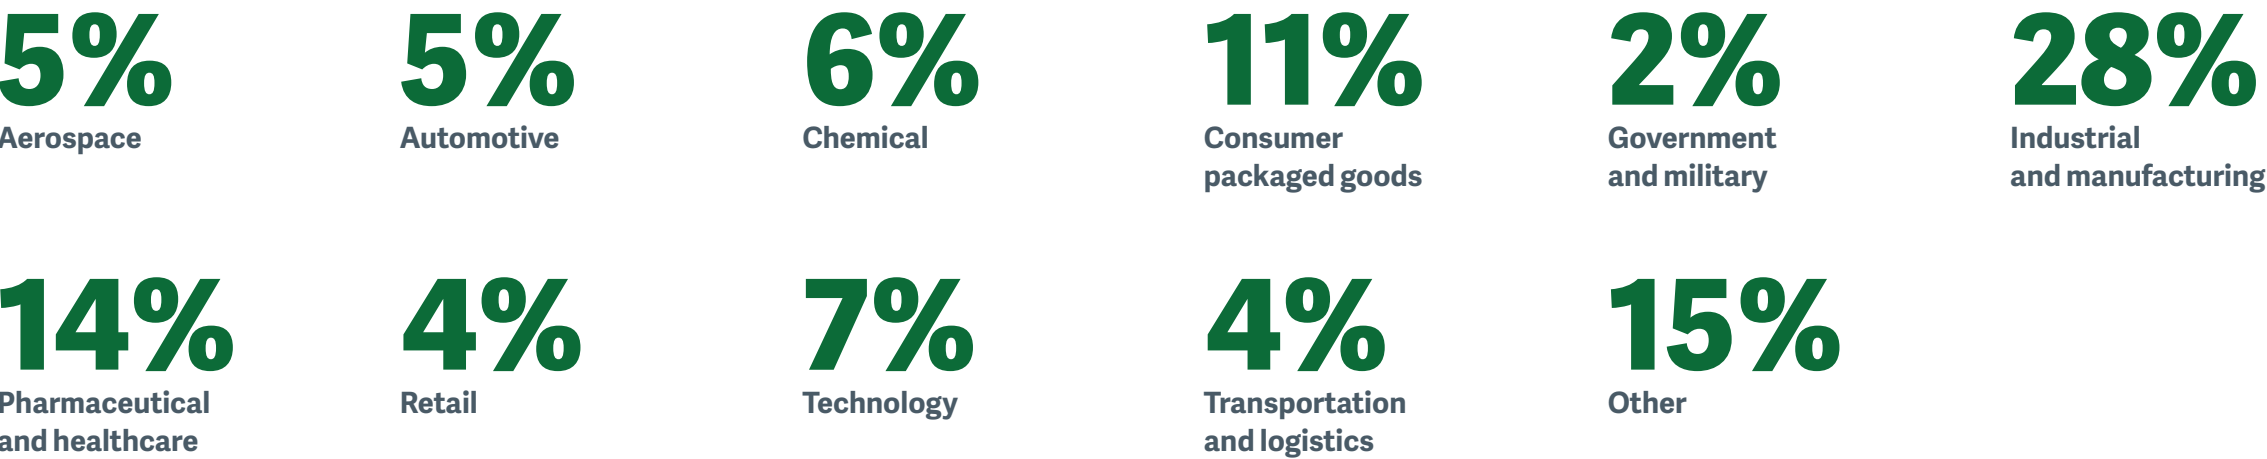 5% 5% 6% 11% 2% 28%
Aerospace Automotive Chemical Consumer Government Industrial
packaged goods and military and manufacturing
14% 4% 7% 4% 15%
Pharmaceutical Retail Technology Transportation Other
and healthcare and logistics